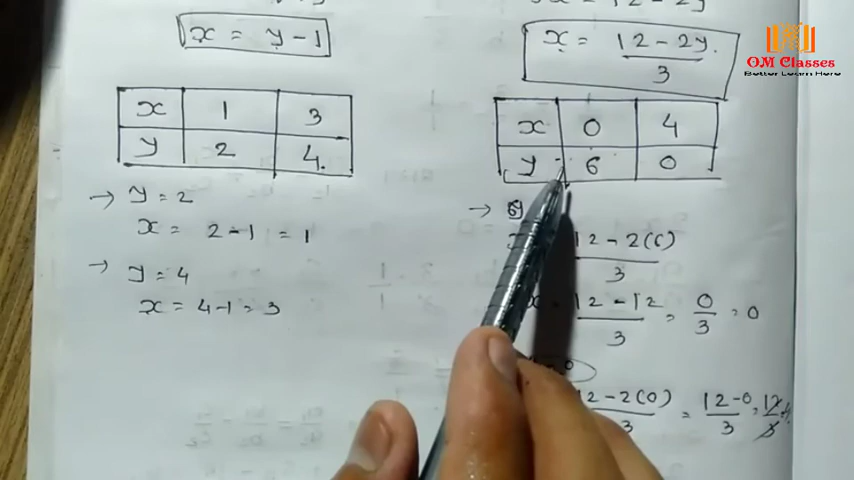 x = y - 1
x = 12 - 2y
3
OM Classes
Better Learn Here
x 1 3
y 2 4
x 0 4
y 6 0
→ y = 2
x = 2 - 1 = 1
→ y = 4
x = 4 - 1 = 3
→
12 - 2(6)
3
12 - 12 = 0 = 0
3 3
12 - 2(0) = 12 - 0 = 12
3 3 3